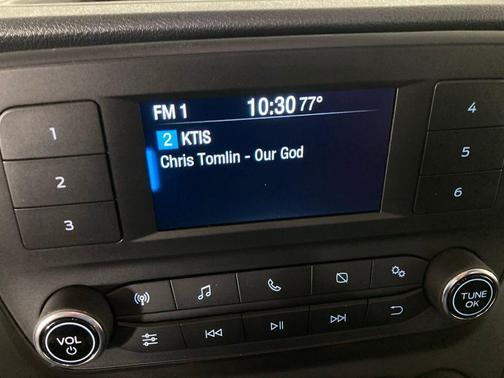 FM 1 10:30 77°
2 KTIS
Chris Tomlin - Our God
1
2
3
4
5
6
VOL
TUNE
OK